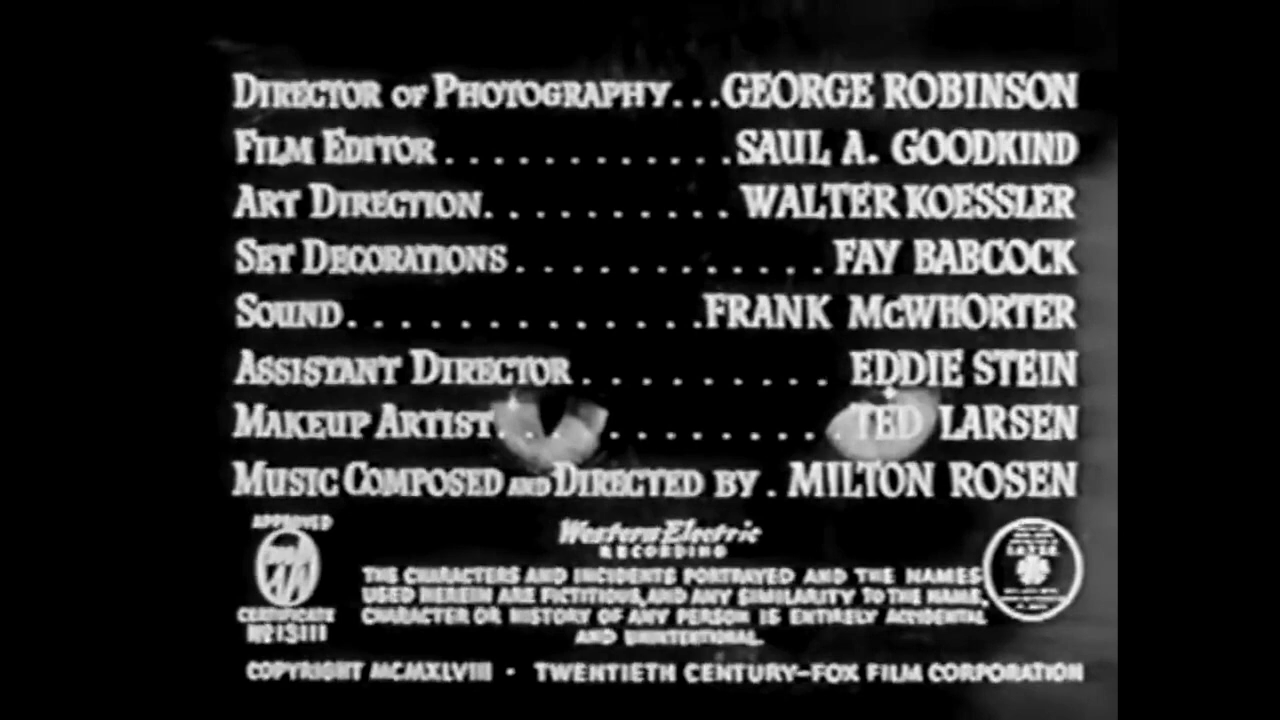 DIRECTOR OF PHOTOGRAPHY...GEORGE ROBINSON
FILM EDITOR.............SAUL A. GOODKIND
ART DIRECTION...........WALTER KOESSLER
SET DECORATIONS.............FAY BABCOCK
SOUND..............FRANK McWHORTER
ASSISTANT DIRECTOR..........EDDIE STEIN
MAKEUP ARTIST.............TED LARSEN
MUSIC COMPOSED AND DIRECTED BY.MILTON ROSEN
APPROVED
CERTIFICATE
No 13111
Western Electric
RECORDING
THE CHARACTERS AND INCIDENTS PORTRAYED AND THE NAMES
USED HEREIN ARE FICTITIOUS, AND ANY SIMILARITY TO THE NAME,
CHARACTER OR HISTORY OF ANY PERSON IS ENTIRELY ACCIDENTAL
AND UNINTENTIONAL.
I.A.T.S.E.
COPYRIGHT MCMXLVIII · TWENTIETH CENTURY-FOX FILM CORPORATION